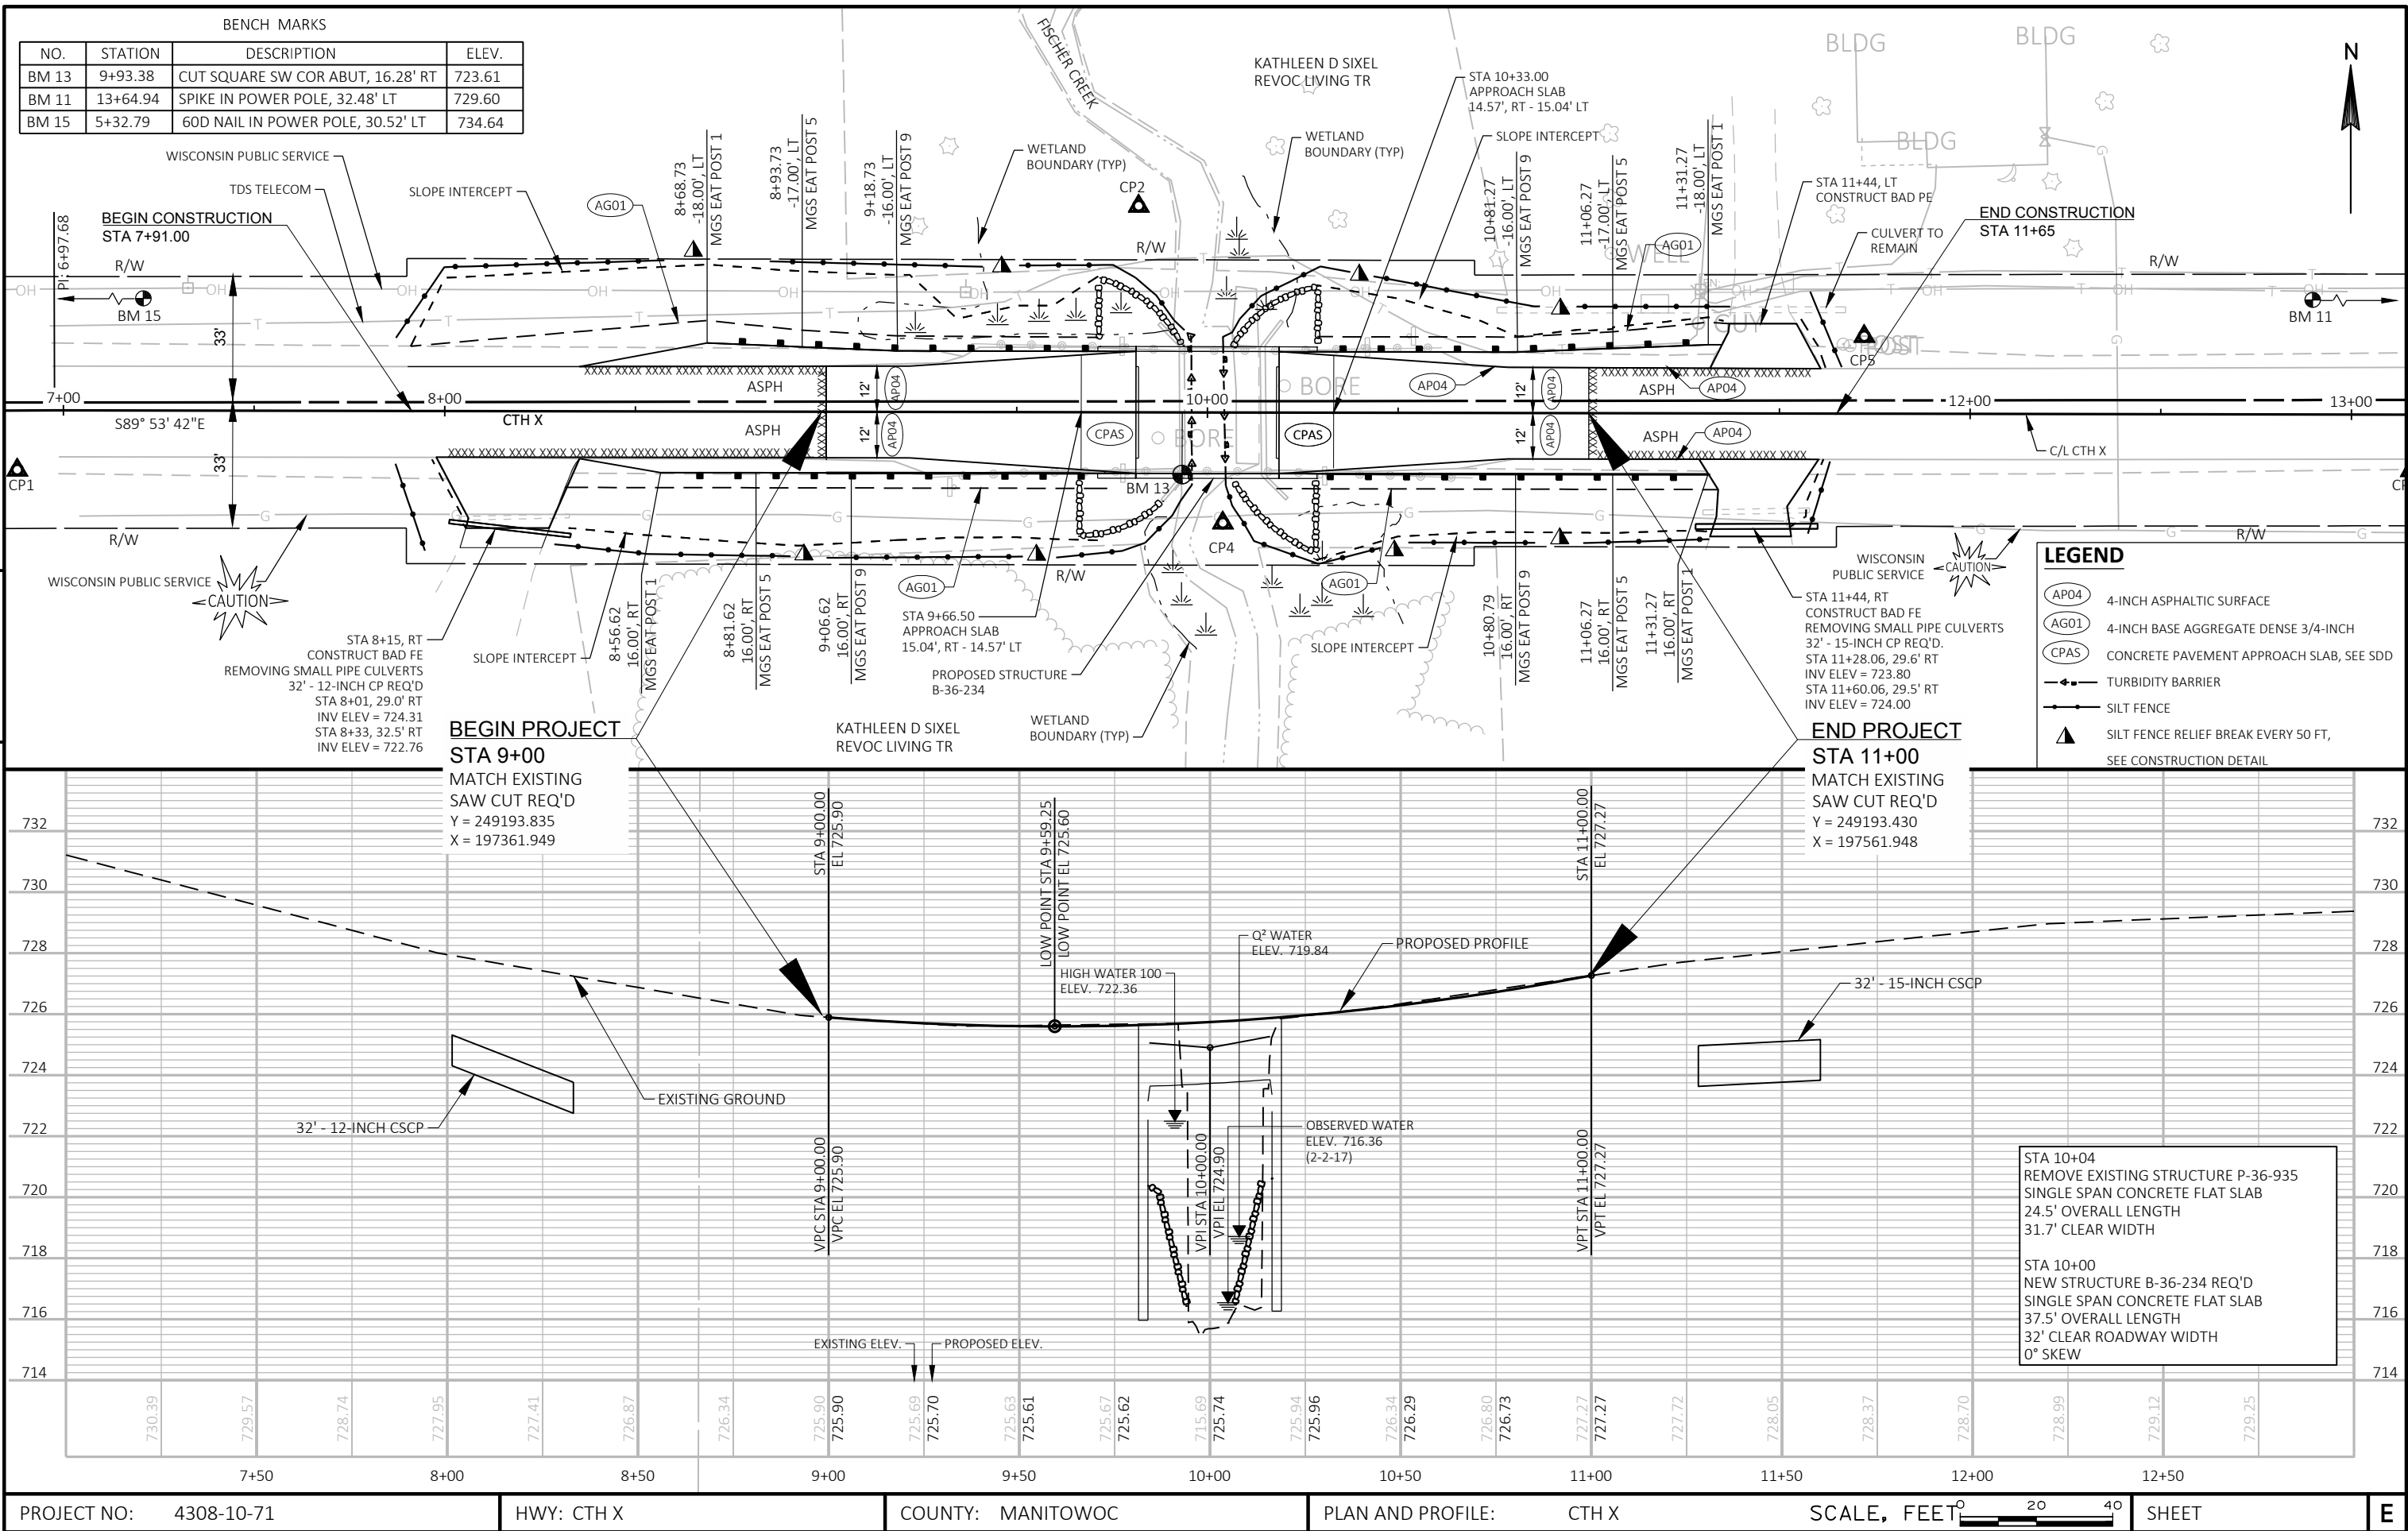 BENCH MARKS
NO. STATION DESCRIPTION ELEV.
BM 13 9+93.38 CUT SQUARE SW COR ABUT, 16.28' RT 723.61
BM 11 13+64.94 SPIKE IN POWER POLE, 32.48' LT 729.60
BM 15 5+32.79 60D NAIL IN POWER POLE, 30.52' LT 734.64
FISCHER CREEK
KATHLEEN D SIXEL
REVOC LIVING TR
STA 10+33.00
APPROACH SLAB
14.57', RT - 15.04' LT
SLOPE INTERCEPT
BLDG
BLDG
BLDG
N
WISCONSIN PUBLIC SERVICE
TDS TELECOM
SLOPE INTERCEPT
AG01
8+68.73
-18.00', LT
MGS EAT POST 1
8+93.73
-17.00', LT
MGS EAT POST 5
9+18.73
-16.00', LT
MGS EAT POST 9
WETLAND
BOUNDARY (TYP)
CP2
WETLAND
BOUNDARY (TYP)
10+81.27
-16.00', LT
MGS EAT POST 9
11+06.27
-17.00', LT
MGS EAT POST 5
11+31.27
-18.00', LT
MGS EAT POST 1
AG01
WELL
STA 11+44, LT
CONSTRUCT BAD PE
END CONSTRUCTION
STA 11+65
CULVERT TO
REMAIN
BEGIN CONSTRUCTION
STA 7+91.00
PI: 6+97.68
R/W
R/W
R/W
BM 15
BM 11
33'
33'
OH OH OH OH OH OH OH OH OH OH
T T T T T T T T T
GUY
POST
CP5
7+00 8+00 10+00 12+00 13+00
S89° 53' 42"E
CTH X
ASPH
ASPH
12'
12'
AP04
AP04
CPAS
BORE
BORE
CPAS
AP04
12'
12'
AP04
AP04
ASPH
ASPH
AP04
AP04
C/L CTH X
CP1
BM 13
CP4
G G G G G G G
R/W
R/W
R/W
WISCONSIN PUBLIC SERVICE
CAUTION
STA 8+15, RT
CONSTRUCT BAD FE
REMOVING SMALL PIPE CULVERTS
32' - 12-INCH CP REQ'D
STA 8+01, 29.0' RT
INV ELEV = 724.31
STA 8+33, 32.5' RT
INV ELEV = 722.76
SLOPE INTERCEPT
8+56.62
16.00', RT
MGS EAT POST 1
8+81.62
16.00', RT
MGS EAT POST 5
9+06.62
16.00', RT
MGS EAT POST 9
AG01
STA 9+66.50
APPROACH SLAB
15.04', RT - 14.57' LT
PROPOSED STRUCTURE
B-36-234
WETLAND
BOUNDARY (TYP)
KATHLEEN D SIXEL
REVOC LIVING TR
AG01
SLOPE INTERCEPT
10+80.79
16.00', RT
MGS EAT POST 9
11+06.27
16.00', RT
MGS EAT POST 5
11+31.27
16.00', RT
MGS EAT POST 1
WISCONSIN
PUBLIC SERVICE
CAUTION
STA 11+44, RT
CONSTRUCT BAD FE
REMOVING SMALL PIPE CULVERTS
32' - 15-INCH CP REQ'D.
STA 11+28.06, 29.6' RT
INV ELEV = 723.80
STA 11+60.06, 29.5' RT
INV ELEV = 724.00
LEGEND
AP04 4-INCH ASPHALTIC SURFACE
AG01 4-INCH BASE AGGREGATE DENSE 3/4-INCH
CPAS CONCRETE PAVEMENT APPROACH SLAB, SEE SDD
TURBIDITY BARRIER
SILT FENCE
SILT FENCE RELIEF BREAK EVERY 50 FT,
SEE CONSTRUCTION DETAIL
BEGIN PROJECT
STA 9+00
MATCH EXISTING
SAW CUT REQ'D
Y = 249193.835
X = 197361.949
END PROJECT
STA 11+00
MATCH EXISTING
SAW CUT REQ'D
Y = 249193.430
X = 197561.948
732 732
730 730
728 728
726 726
724 724
722 722
720 720
718 718
716 716
714 714
STA 9+00.00
EL 725.90
LOW POINT STA 9+59.25
LOW POINT EL 725.60
HIGH WATER 100
ELEV. 722.36
Q² WATER
ELEV. 719.84
PROPOSED PROFILE
STA 11+00.00
EL 727.27
32' - 15-INCH CSCP
EXISTING GROUND
32' - 12-INCH CSCP
VPC STA 9+00.00
VPC EL 725.90
VPI STA 10+00.00
VPI EL 724.90
OBSERVED WATER
ELEV. 716.36
(2-2-17)
VPT STA 11+00.00
VPT EL 727.27
STA 10+04
REMOVE EXISTING STRUCTURE P-36-935
SINGLE SPAN CONCRETE FLAT SLAB
24.5' OVERALL LENGTH
31.7' CLEAR WIDTH
STA 10+00
NEW STRUCTURE B-36-234 REQ'D
SINGLE SPAN CONCRETE FLAT SLAB
37.5' OVERALL LENGTH
32' CLEAR ROADWAY WIDTH
0° SKEW
EXISTING ELEV. PROPOSED ELEV.
730.39 729.57 728.74 727.95 727.41 726.87 726.34 725.90 725.90 725.69 725.70 725.63 725.61 725.67 725.62 715.69 725.74 725.94 725.96 726.34 726.29 726.80 726.73 727.27 727.27 727.72 728.05 728.37 728.70 728.99 729.12 729.25
7+50 8+00 8+50 9+00 9+50 10+00 10+50 11+00 11+50 12+00 12+50
PROJECT NO: 4308-10-71 HWY: CTH X COUNTY: MANITOWOC PLAN AND PROFILE: CTH X SCALE, FEET 0 20 40 SHEET E